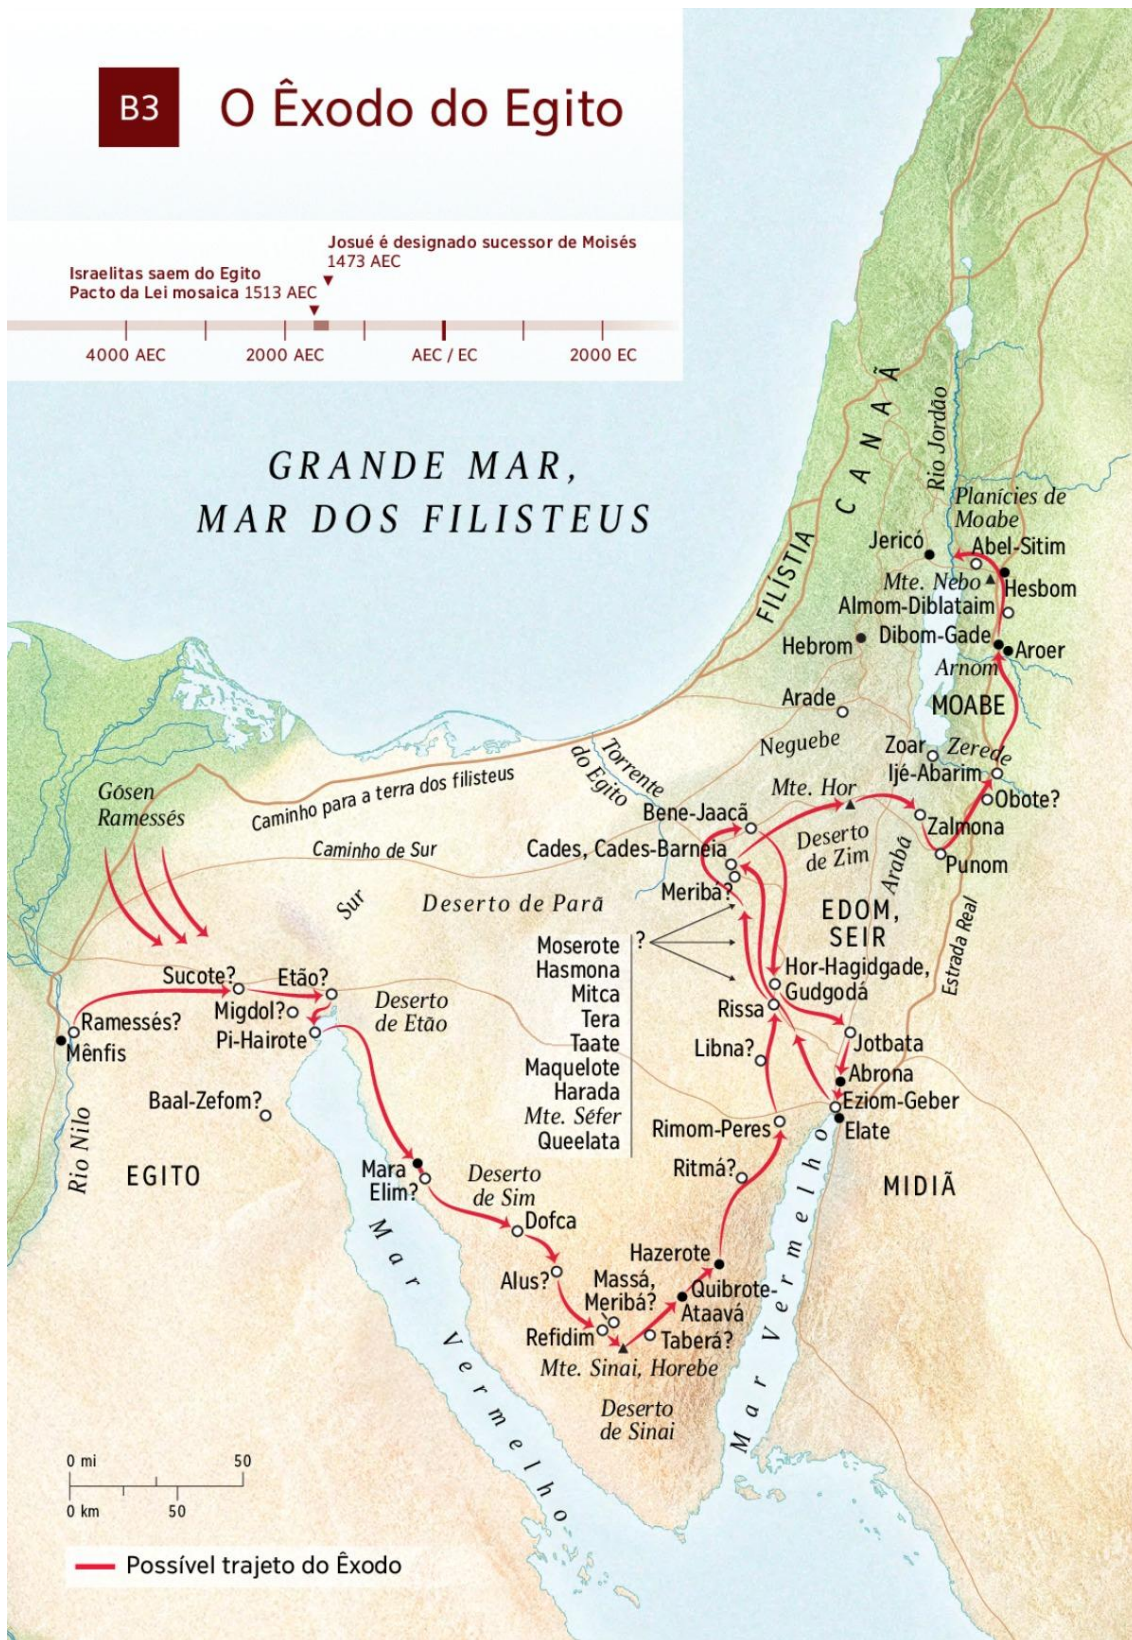 B3
O Êxodo do Egito
Josué é designado sucessor de Moisés
1473 AEC
Israelitas saem do Egito
Pacto da Lei mosaica 1513 AEC
4000 AEC
2000 AEC
AEC / EC
2000 EC
GRANDE MAR,
MAR DOS FILISTEUS
CANAÃ
Rio Jordão
Planícies de
Moabe
Jericó
Abel-Sitim
FILÍSTIA
Mte. Nebo
Hesbom
Almom-Diblataim
Hebrom
Dibom-Gade
Aroer
Arnom
Arade
MOABE
Neguebe
Zoar
Zerede
Ijé-Abarim
Torrente
do Egito
Mte. Hor
Obote?
Gósen
Ramessés
Caminho para a terra dos filisteus
Bene-Jaacã
Zalmona
Caminho de Sur
Cades, Cades-Barneia
Deserto
de Zim
Arabá
Punom
Meribá?
Sur
Deserto de Parã
EDOM,
SEIR
Estrada Real
Moserote
?
Hasmona
Mitca
Tera
Taate
Maquelote
Harada
Mte. Séfer
Queelata
Hor-Hagidgade,
Gudgodá
Sucote?
Etão?
Rissa
Migdol?
Deserto
de Etão
Ramessés?
Pi-Hairote
Mênfis
Libna?
Jotbata
Abrona
Baal-Zefom?
Eziom-Geber
Rimom-Peres
Elate
Rio Nilo
EGITO
Mara
Elim?
Deserto
de Sim
Ritmá?
MIDIÃ
Dofca
Mar Vermelho
Hazerote
Alus?
Massá,
Meribá?
Quibrote-
Ataavá
Refidim
Taberá?
Mte. Sinai, Horebe
Mar Vermelho
Deserto
de Sinai
0 mi
50
0 km
50
Possível trajeto do Êxodo